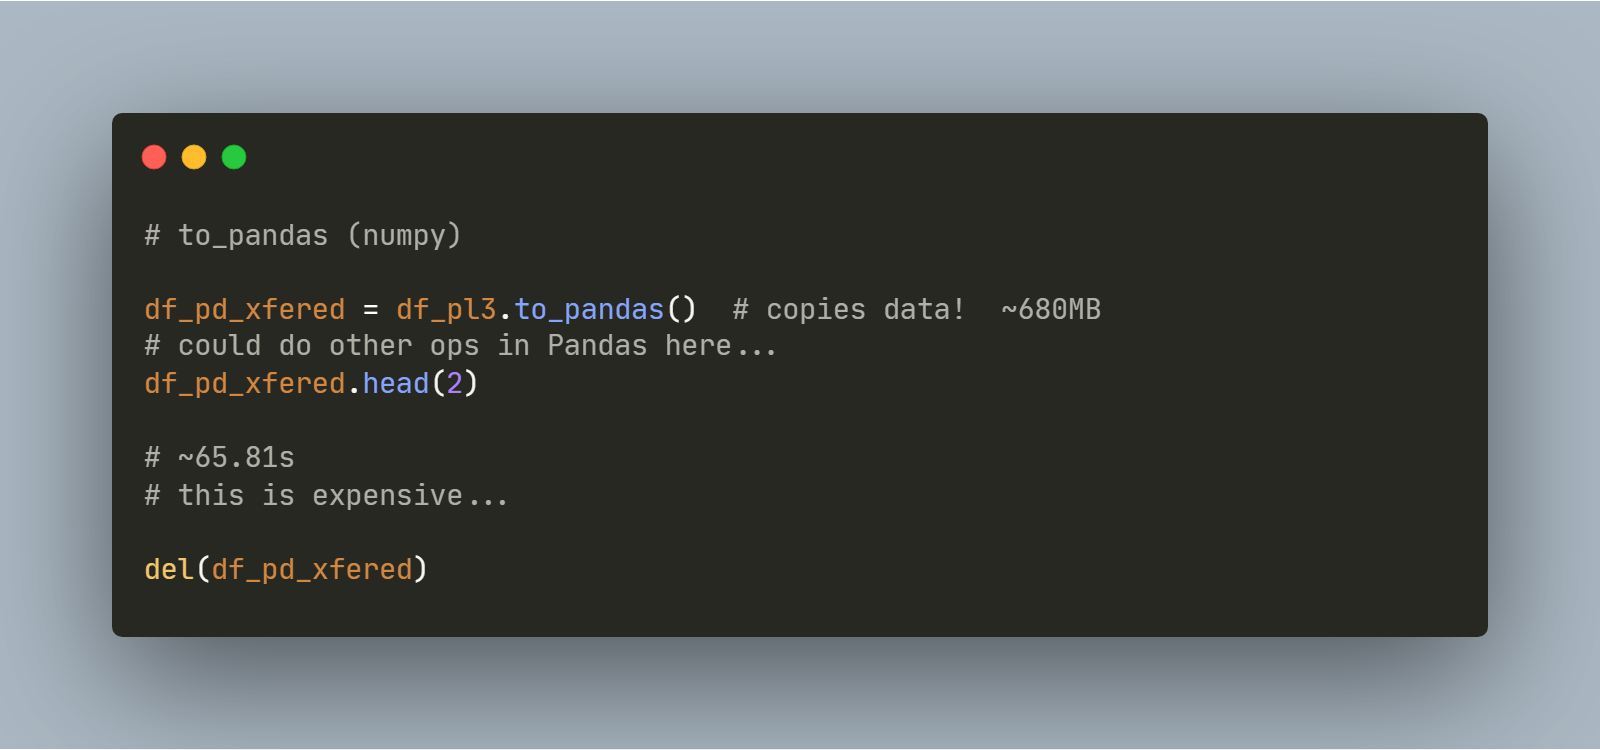 # to_pandas (numpy)
df_pd_xfered = df_pl3.to_pandas()  # copies data!  ~680MB
# could do other ops in Pandas here...
df_pd_xfered.head(2)
# ~65.81s
# this is expensive...
del(df_pd_xfered)